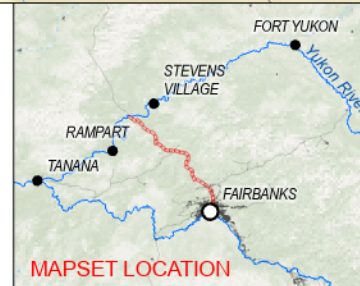 FORT YUKON
Yukon River
STEVENS
VILLAGE
RAMPART
TANANA
FAIRBANKS
MAPSET LOCATION